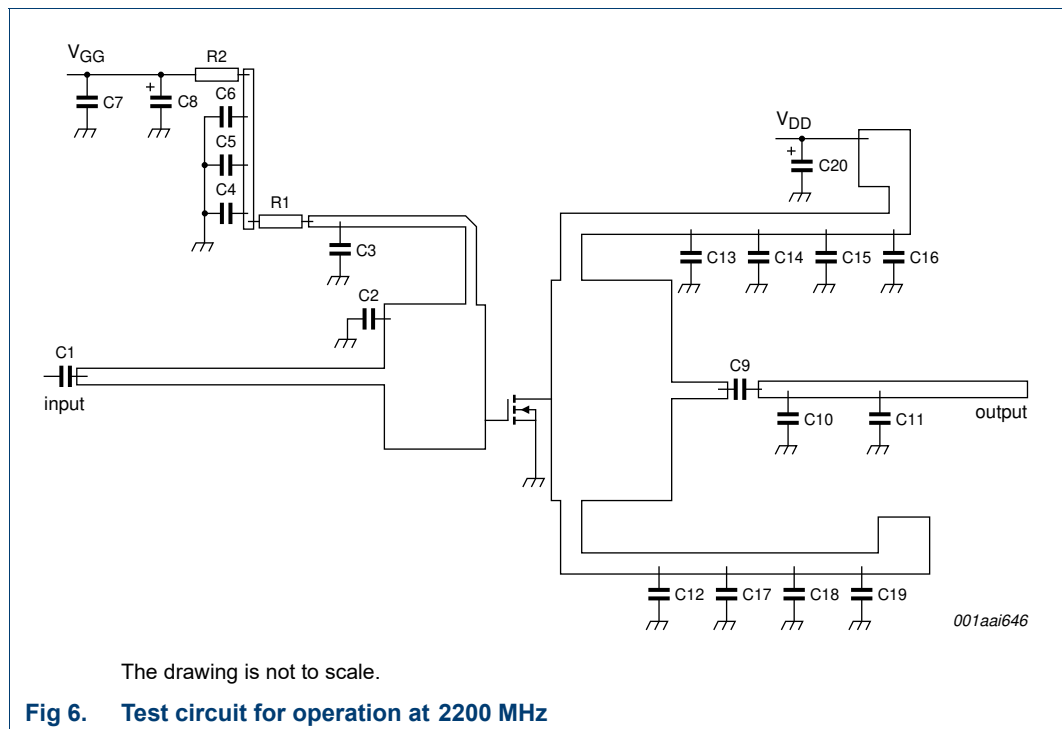 VGG
R2
C7
C8
+
C6
C5
C4
R1
C3
C2
C1
input
VDD
+
C20
C13
C14
C15
C16
C9
C10
C11
output
C12
C17
C18
C19
001aai646
The drawing is not to scale.
Fig 6. Test circuit for operation at 2200 MHz